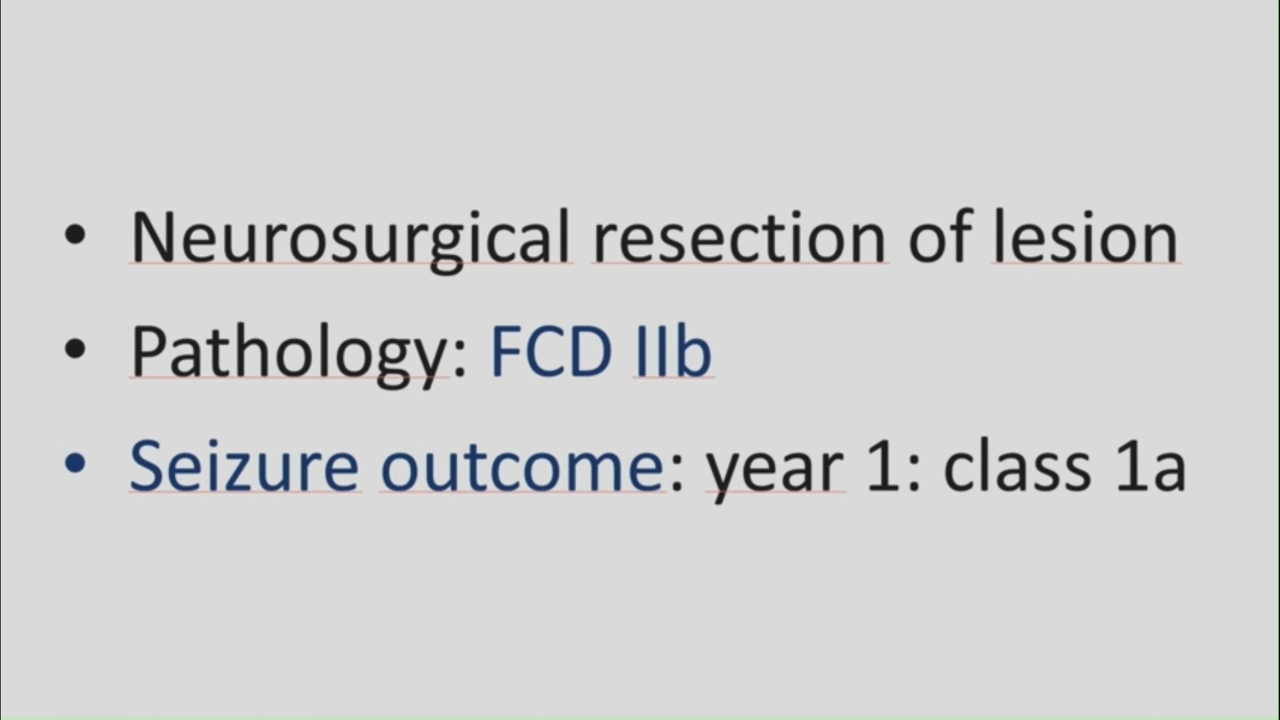 • Neurosurgical resection of lesion
• Pathology: FCD IIb
• Seizure outcome: year 1: class 1a